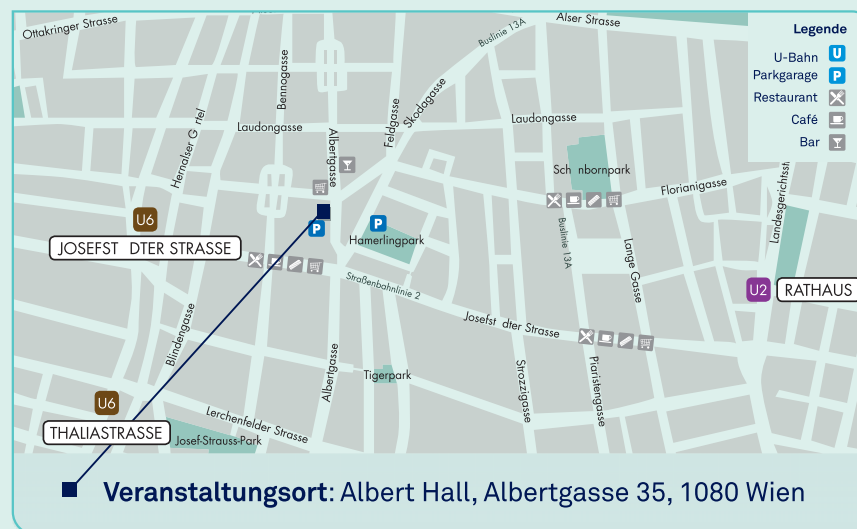 Ottakringer Strasse
Alser Strasse
Buslinie 13A
Legende
U
U-Bahn
P
Parkgarage
Restaurant
Café
Bar
Bennogasse
Hernalser G rtel
Feldgasse
Skodagasse
Laudongasse
Laudongasse
Albertgasse
Sch nbornpark
Florianigasse
Landesgerichtsstr
U6
JOSEFST DTER STRASSE
P
P
Hamerlingpark
Buslinie 13A
Lange Gasse
Straßenbahnlinie 2
U2
RATHAUS
Josefst dter Strasse
Blindengasse
Albertgasse
Tigerpark
Strozzigasse
Piaristengasse
U6
THALIASTRASSE
Lerchenfelder Strasse
Josef-Strauss-Park
Veranstaltungsort: Albert Hall, Albertgasse 35, 1080 Wien